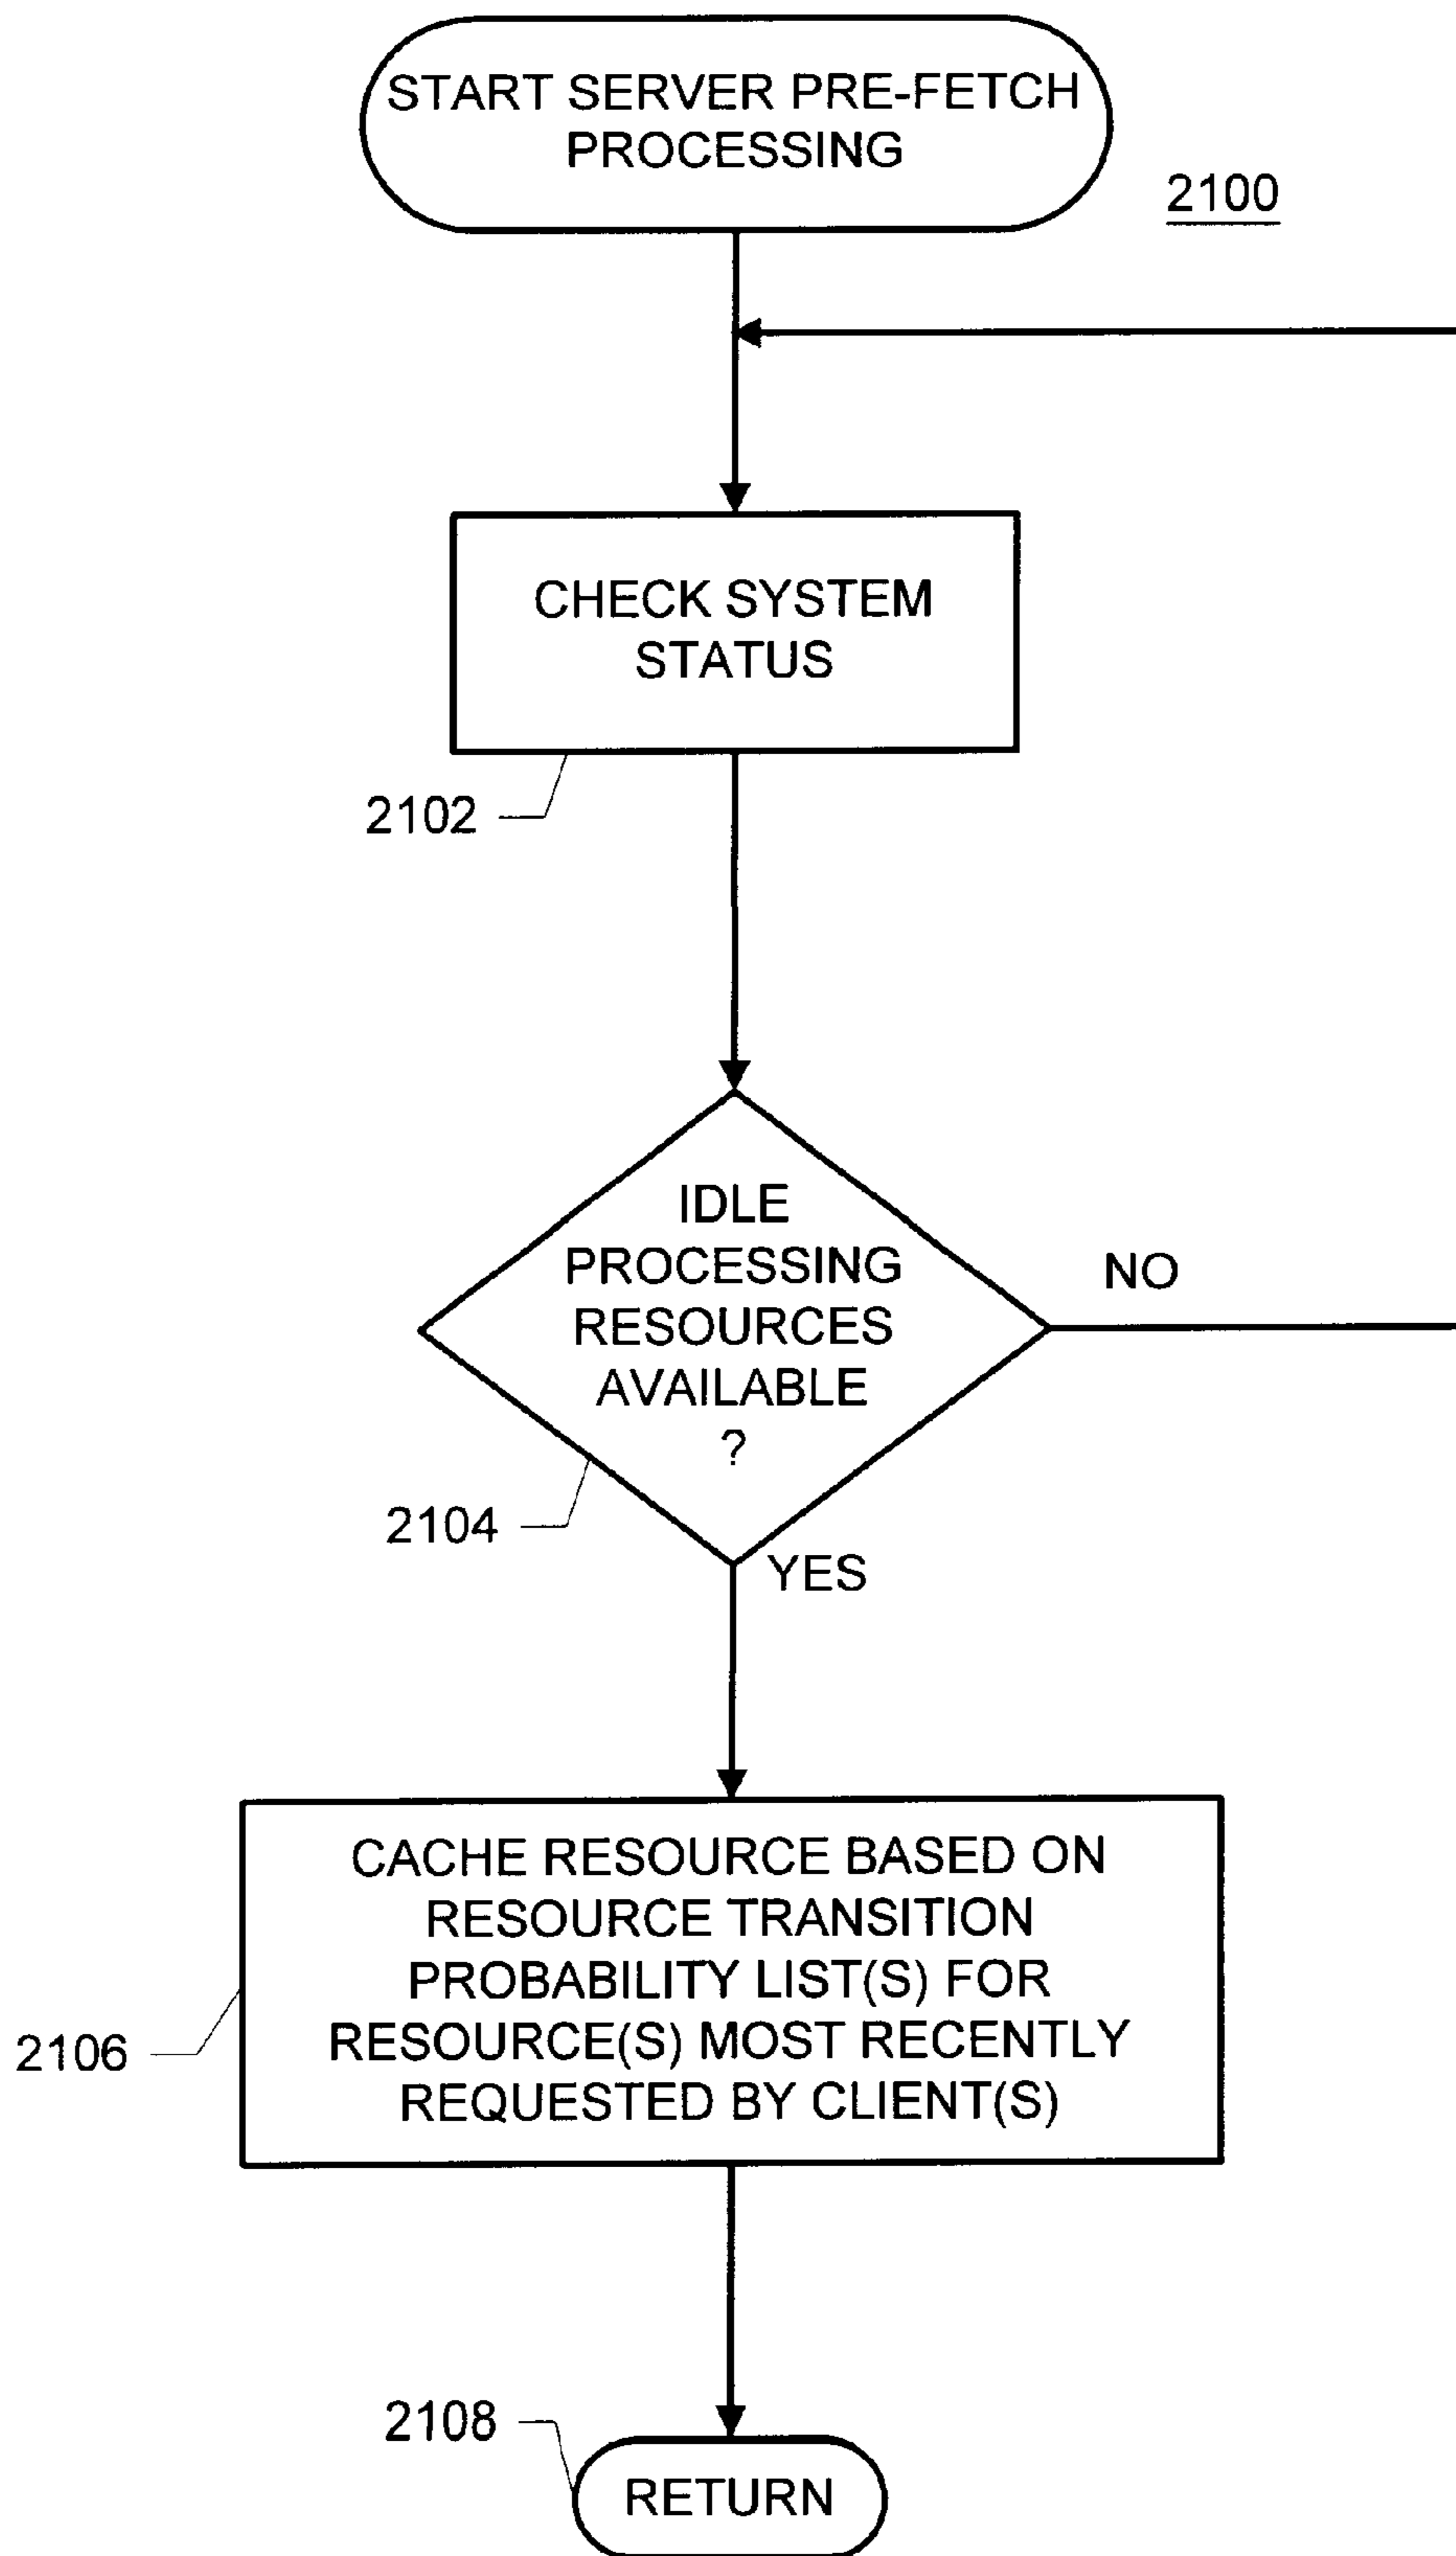 START SERVER PRE-FETCH
PROCESSING
2100
CHECK SYSTEM
STATUS
2102
IDLE
PROCESSING
RESOURCES
AVAILABLE
?
NO
2104
YES
CACHE RESOURCE BASED ON
RESOURCE TRANSITION
PROBABILITY LIST(S) FOR
RESOURCE(S) MOST RECENTLY
REQUESTED BY CLIENT(S)
2106
2108
RETURN